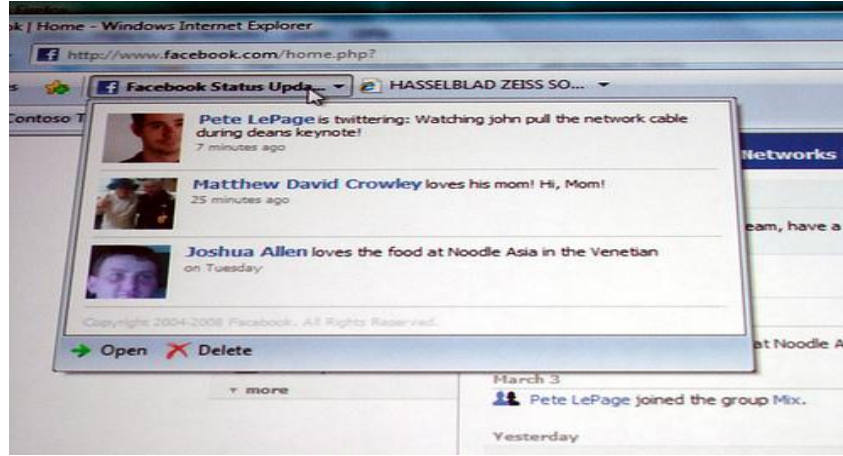 ok | Home - Windows Internet Explorer
http://www.facebook.com/home.php?
s Facebook Status Upda... HASSELBLAD ZEISS SO...
Contoso T
Pete LePage is twittering: Watching john pull the network cable
during deans keynote!
7 minutes ago
Networks
Matthew David Crowley loves his mom! Hi, Mom!
25 minutes ago
eam, have a
Joshua Allen loves the food at Noodle Asia in the Venetian
on Tuesday
Copyright 2004-2008 Facebook. All Rights Reserved.
Open Delete
at Noodle A
more
March 3
Pete LePage joined the group Mix.
Yesterday